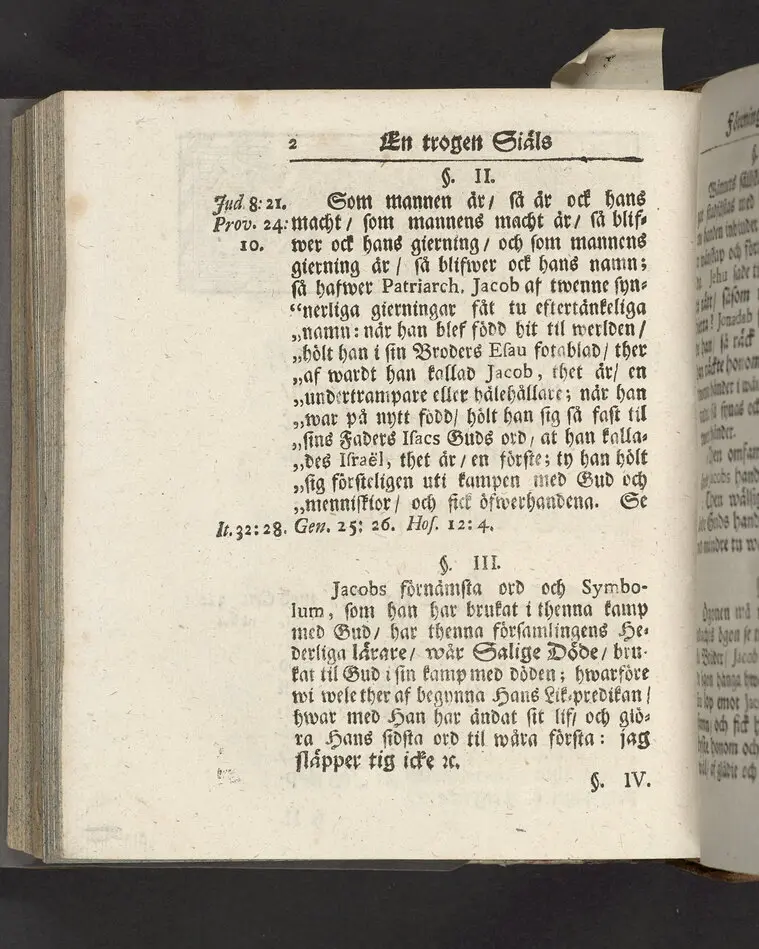 2 En trogen Siäls
§. II.
Jud. 8: 21. Som mannen är/ så är ock hans
Prov. 24: macht/ som mannens macht är/ så blif-
10. wer ock hans gierning/ och som mannens
gierning är/ så blifwer ock hans namn;
så hafwer Patriarch. Jacob af twenne syn-
“nerliga gierningar fåt tu eftertänkeliga
„namn: når han blef född hit til werlden/
„hölt han i sin Broders Esau fotablad/ ther
„af wardt han kallad Jacob, thet är/ en
„undertrampare eller hälehållare; når han
„war på nytt född/ hölt han sig så fast til
„sins Faders Isacs Guds ord/ at han kalla-
„des Israël, thet är/ en förste; ty han hölt
„sig försteligen uti kampen med Gud och
„menniskior/ och fick öfwerhandena. Se
It. 32: 28. Gen. 25: 26. Hos. 12: 4.
§. III.
Jacobs förnämsta ord och Symbo-
lum, som han har brukat i thenna kamp
med Gud/ har thenna församlingens He-
derliga lärare/ wår Salige Döde/ bru-
kat til Gud i sin kamp med döden; hwarföre
wi wele ther af begynna Hans Lik-predikan/
hwar med Han har ändat sit lif/ och giö-
ra Hans sidsta ord til wåra första: jag
släpper tig icke ꝛc.
§. IV.